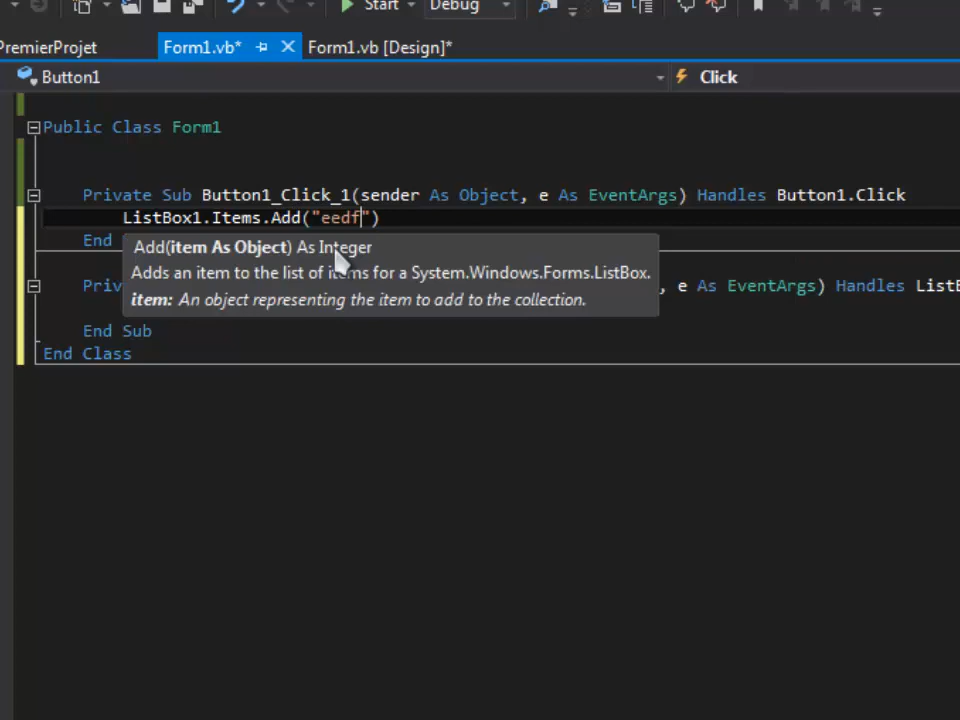 Start Debug
PremierProjet Form1.vb* Form1.vb [Design]*
Button1 Click
Public Class Form1
Private Sub Button1_Click_1(sender As Object, e As EventArgs) Handles Button1.Click
ListBox1.Items.Add("eedf")
End
Add(item As Object) As Integer
Adds an item to the list of items for a System.Windows.Forms.ListBox.
Priv , e As EventArgs) Handles ListB
item: An object representing the item to add to the collection.
End Sub
End Class